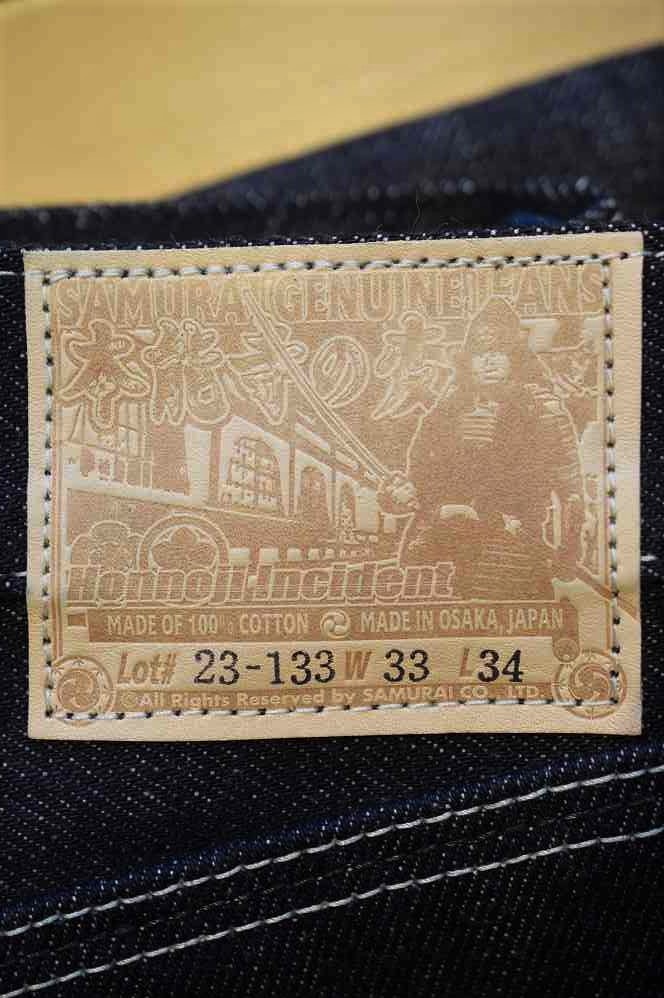 SAMURAI GENUINE JEANS
本能寺の変
Honnoji Incident
MADE OF 100% COTTON MADE IN OSAKA, JAPAN
Lot# 23-133 W 33 L 34
©All Rights Reserved by SAMURAI CO., LTD.